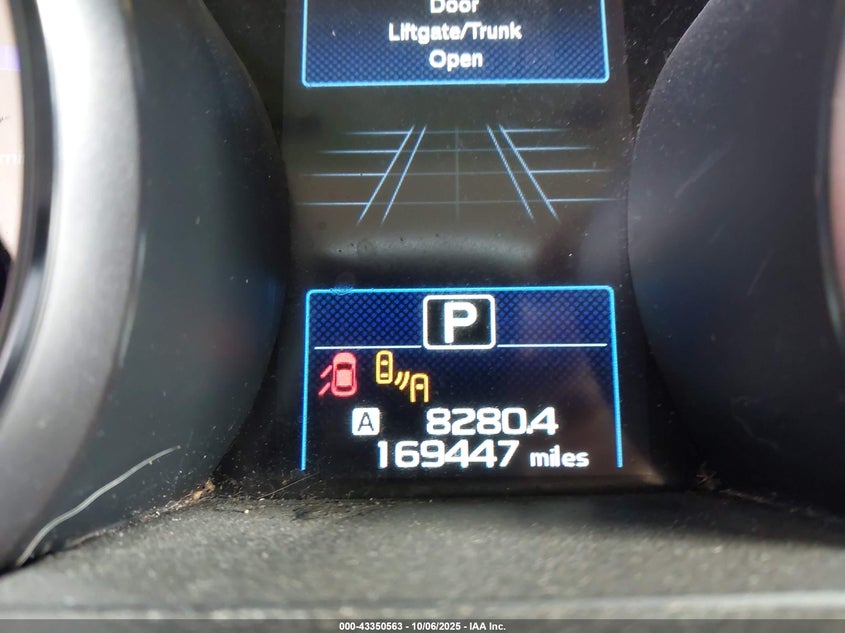 Door
Liftgate/Trunk
Open
P
A 8280.4
169447 miles
000-43350563 - 10/06/2025 - IAA Inc.